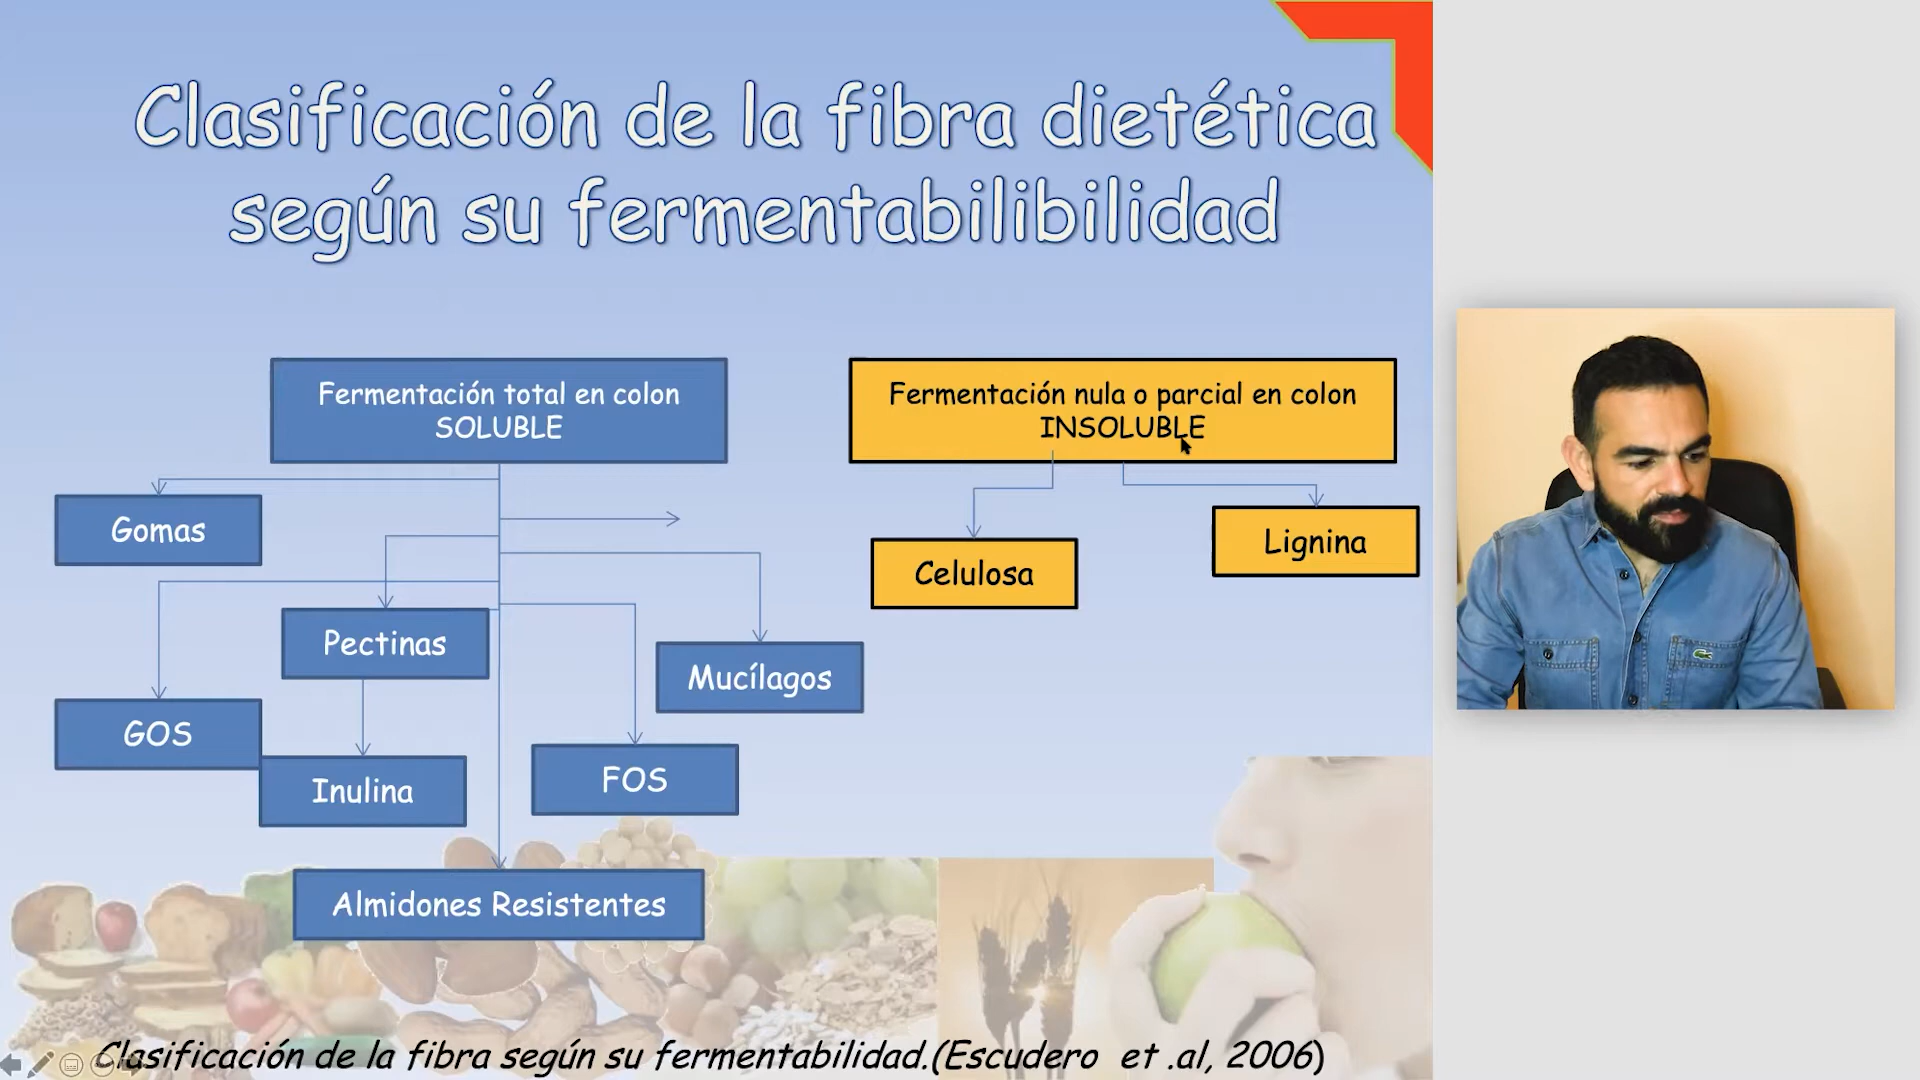 Clasificación de la fibra dietética
según su fermentabilibilidad
Fermentación total en colon
SOLUBLE
Fermentación nula o parcial en colon
INSOLUBLE
Gomas
Lignina
Celulosa
Pectinas
Mucílagos
GOS
Inulina
FOS
Almidones Resistentes
Clasificación de la fibra según su fermentabilidad.(Escudero et .al, 2006)